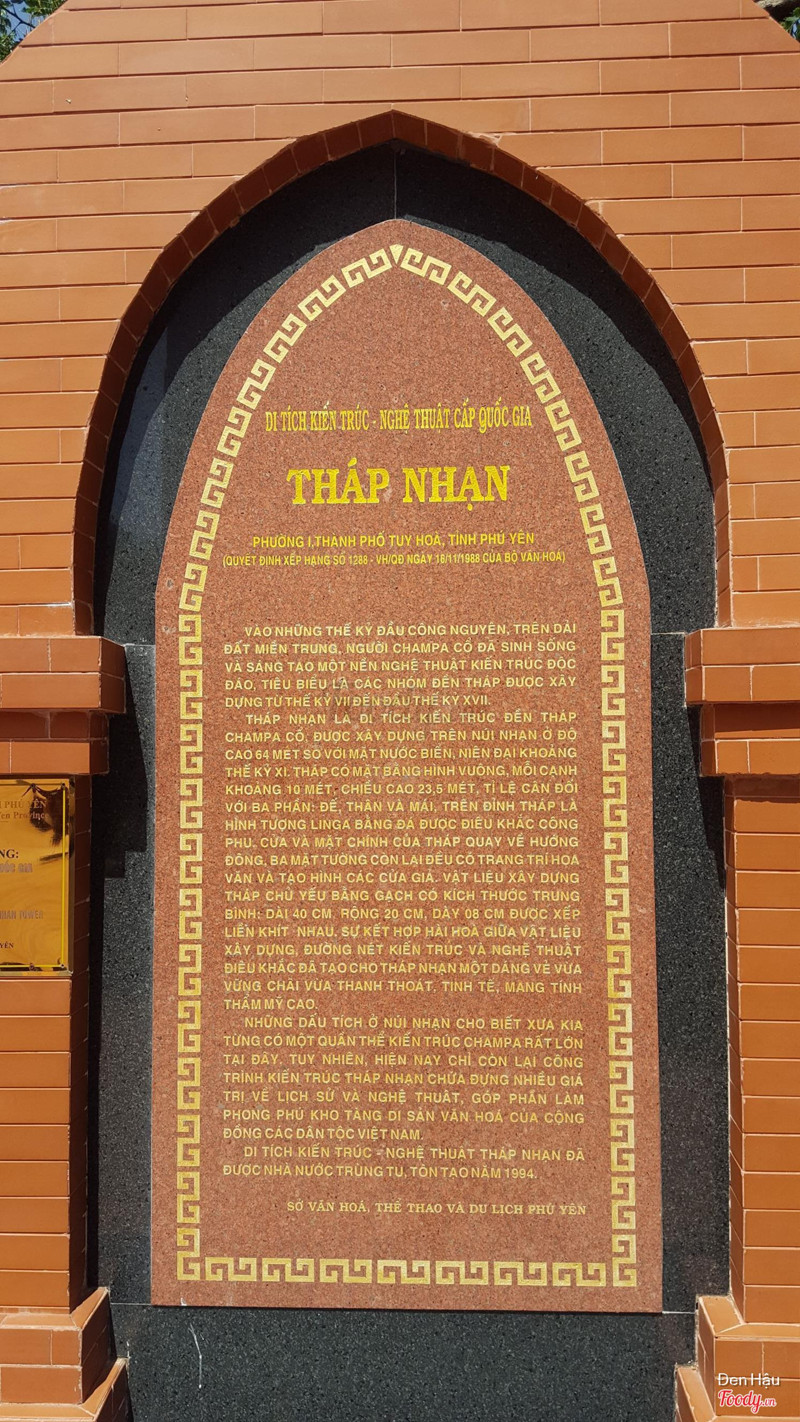 DI TÍCH KIẾN TRÚC - NGHỆ THUẬT CẤP QUỐC GIA
THÁP NHẠN
PHƯỜNG I, THÀNH PHỐ TUY HOÀ, TỈNH PHÚ YÊN
(QUYẾT ĐỊNH XẾP HẠNG SỐ 1288 - VH/QĐ NGÀY 16/11/1988 CỦA BỘ VĂN HOÁ)
VÀO NHỮNG THẾ KỶ ĐẦU CÔNG NGUYÊN, TRÊN DẢI
ĐẤT MIỀN TRUNG, NGƯỜI CHAMPA CỔ ĐÃ SINH SỐNG
VÀ SÁNG TẠO MỘT NỀN NGHỆ THUẬT KIẾN TRÚC ĐỘC
ĐÁO, TIÊU BIỂU LÀ CÁC NHÓM ĐỀN THÁP ĐƯỢC XÂY
DỰNG TỪ THẾ KỶ VII ĐẾN ĐẦU THẾ KỶ XVII.
THÁP NHẠN LÀ DI TÍCH KIẾN TRÚC ĐỀN THÁP
CHAMPA CỔ, ĐƯỢC XÂY DỰNG TRÊN NÚI NHẠN Ở ĐỘ
CAO 64 MÉT SO VỚI MẶT NƯỚC BIỂN, NIÊN ĐẠI KHOẢNG
THẾ KỶ XI. THÁP CÓ MẶT BẰNG HÌNH VUÔNG, MỖI CẠNH
KHOẢNG 10 MÉT, CHIỀU CAO 23,5 MÉT, TỈ LỆ CÂN ĐỐI
VỚI BA PHẦN: ĐẾ, THÂN VÀ MÁI, TRÊN ĐỈNH THÁP LÀ
HÌNH TƯỢNG LINGA BẰNG ĐÁ ĐƯỢC ĐIÊU KHẮC CÔNG
PHU. CỬA VÀ MẶT CHÍNH CỦA THÁP QUAY VỀ HƯỚNG
ĐÔNG, BA MẶT TƯỜNG CÒN LẠI ĐỀU CÓ TRANG TRÍ HOA
VĂN VÀ TẠO HÌNH CÁC CỬA GIẢ. VẬT LIỆU XÂY DỰNG
THÁP CHỦ YẾU BẰNG GẠCH CÓ KÍCH THƯỚC TRUNG
BÌNH: DÀI 40 CM, RỘNG 20 CM, DÀY 08 CM ĐƯỢC XẾP
LIỀN KHÍT NHAU. SỰ KẾT HỢP HÀI HOÀ GIỮA VẬT LIỆU
XÂY DỰNG, ĐƯỜNG NÉT KIẾN TRÚC VÀ NGHỆ THUẬT
ĐIÊU KHẮC ĐÃ TẠO CHO THÁP NHẠN MỘT DÁNG VẺ VỪA
VỮNG CHÃI VỪA THANH THOÁT, TINH TẾ, MANG TÍNH
THẨM MỸ CAO.
NHỮNG DẤU TÍCH Ở NÚI NHẠN CHO BIẾT XƯA KIA
TỪNG CÓ MỘT QUẦN THỂ KIẾN TRÚC CHAMPA RẤT LỚN
TẠI ĐÂY. TUY NHIÊN, HIỆN NAY CHỈ CÒN LẠI CÔNG
TRÌNH KIẾN TRÚC THÁP NHẠN CHỨA ĐỰNG NHIỀU GIÁ
TRỊ VỀ LỊCH SỬ VÀ NGHỆ THUẬT, GÓP PHẦN LÀM
PHONG PHÚ KHO TÀNG DI SẢN VĂN HOÁ CỦA CỘNG
ĐỒNG CÁC DÂN TỘC VIỆT NAM.
DI TÍCH KIẾN TRÚC - NGHỆ THUẬT THÁP NHẠN ĐÃ
ĐƯỢC NHÀ NƯỚC TRÙNG TU, TÔN TẠO NĂM 1994.
SỞ VĂN HOÁ, THỂ THAO VÀ DU LỊCH PHÚ YÊN
PHÚ YÊN
Province
TOWER
Den Hậu
Foody.vn